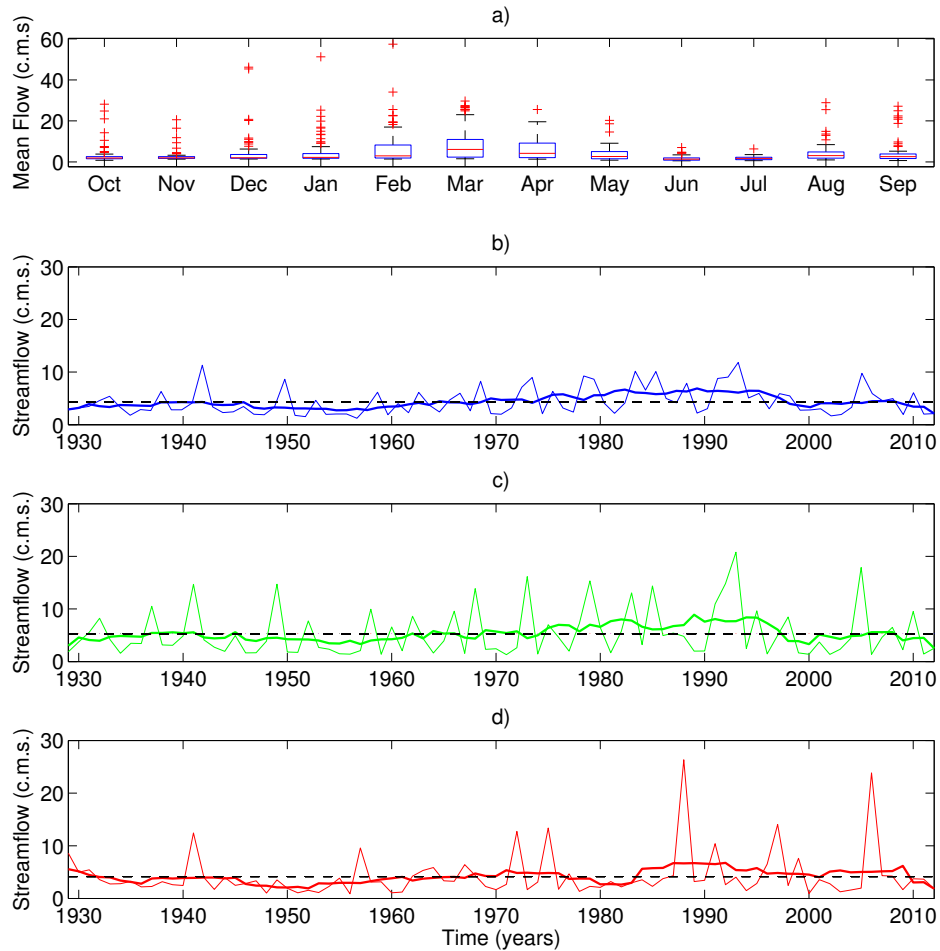 a)
Mean Flow (c.m.s)
60
40
20
0
Oct Nov Dec Jan Feb Mar Apr May Jun Jul Aug Sep
b)
Streamflow (c.m.s.)
30
20
10
0
1930 1940 1950 1960 1970 1980 1990 2000 2010
c)
Streamflow (c.m.s.)
30
20
10
0
1930 1940 1950 1960 1970 1980 1990 2000 2010
d)
Streamflow (c.m.s.)
30
20
10
0
1930 1940 1950 1960 1970 1980 1990 2000 2010
Time (years)